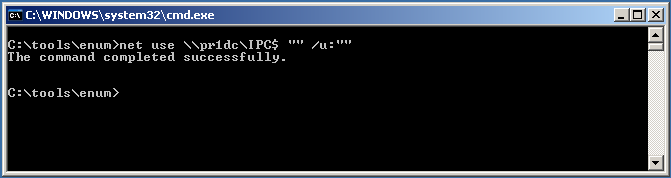 C:\WINDOWS\system32\cmd.exe
C:\tools\enum>net use \\pr1dc\IPC$ "" /u:""
The command completed successfully.
C:\tools\enum>